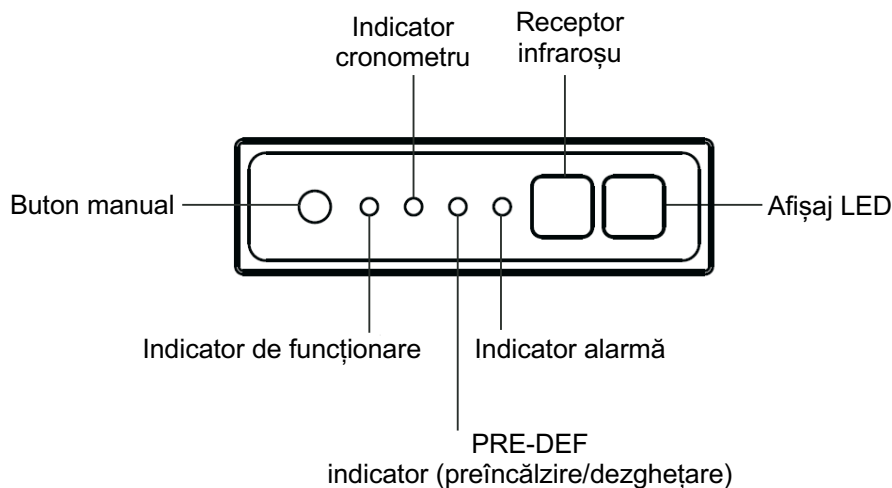 Indicator
cronometru
Receptor
infraroșu
Buton manual
Afișaj LED
Indicator de funcționare
Indicator alarmă
PRE-DEF
indicator (preîncălzire/dezghețare)